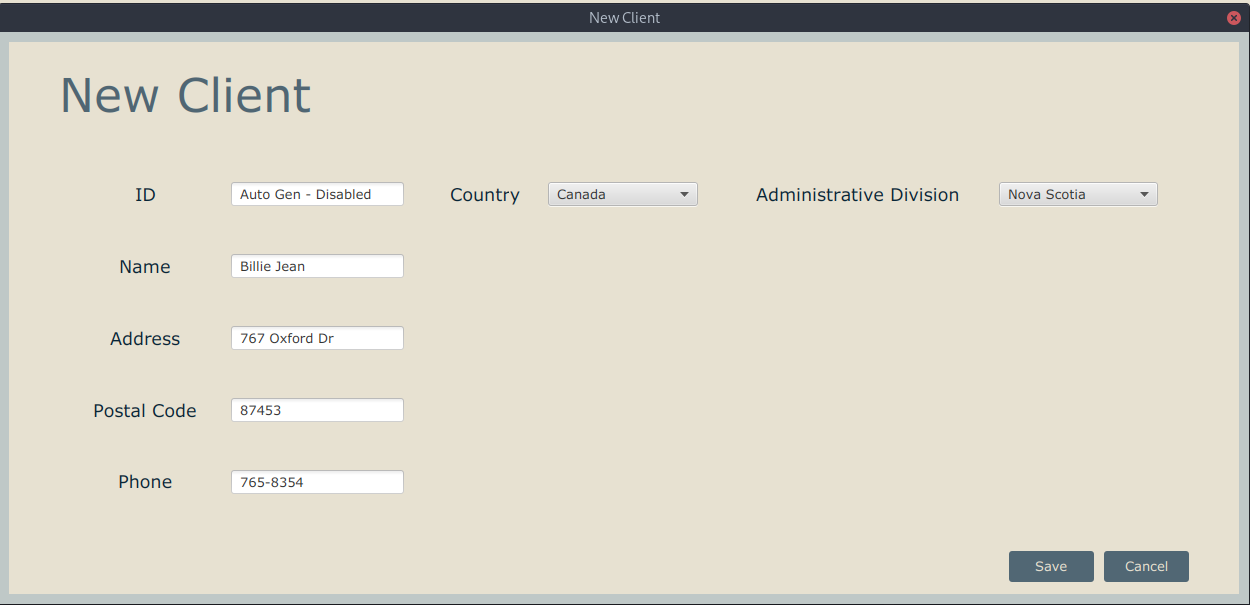 New Client
New Client
ID Auto Gen - Disabled Country Canada Administrative Division Nova Scotia
Name Billie Jean
Address 767 Oxford Dr
Postal Code 87453
Phone 765-8354
Save Cancel